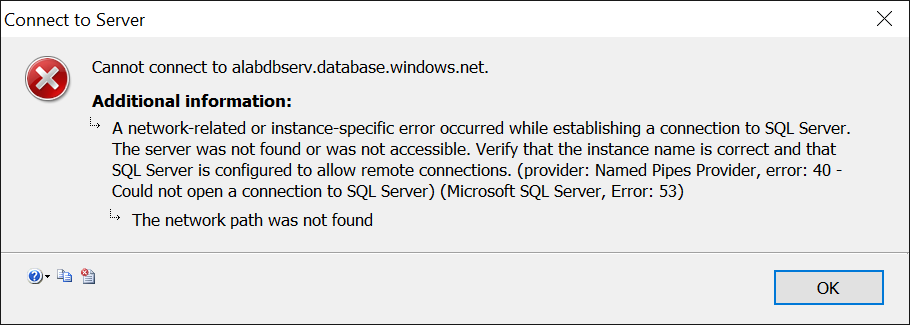 Connect to Server
Cannot connect to alabdbserv.database.windows.net.
Additional information:
A network-related or instance-specific error occurred while establishing a connection to SQL Server.
The server was not found or was not accessible. Verify that the instance name is correct and that
SQL Server is configured to allow remote connections. (provider: Named Pipes Provider, error: 40 -
Could not open a connection to SQL Server) (Microsoft SQL Server, Error: 53)
The network path was not found
OK